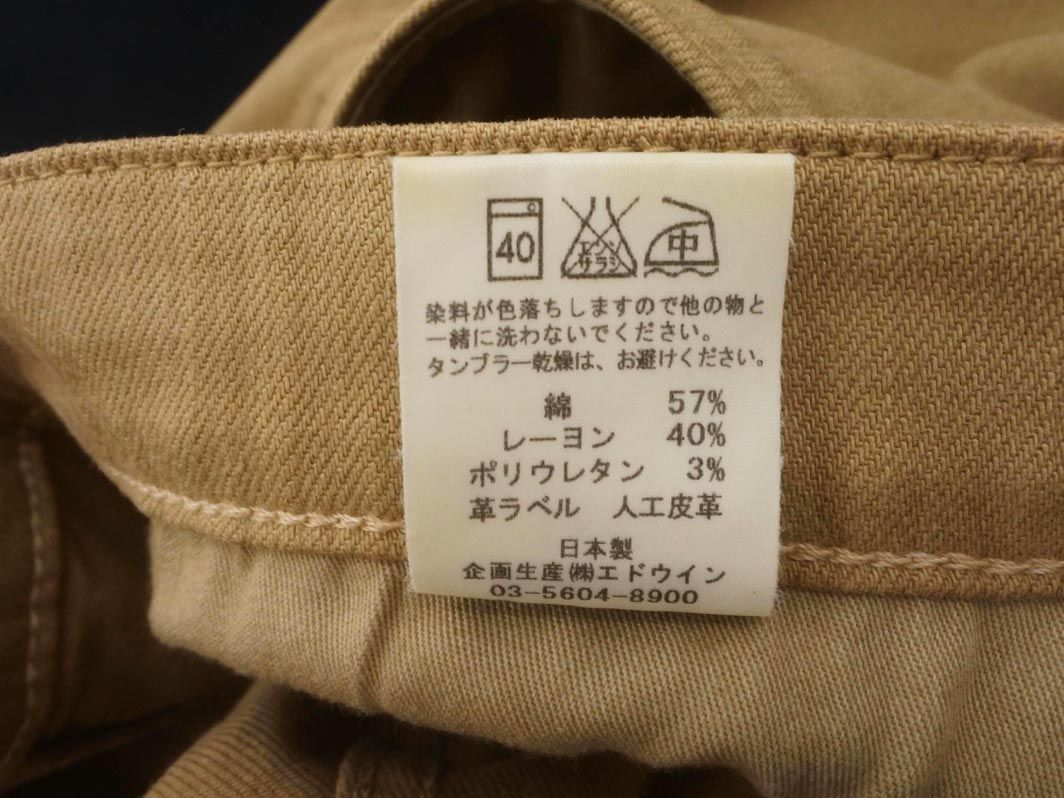 40 エンソ サラシ 中
染料が色落ちしますので他の物と
一緒に洗わないでください。
タンブラー乾燥は、お避けください。
綿 57%
レーヨン 40%
ポリウレタン 3%
革ラベル 人工皮革
日本製
企画生産㈱エドウイン
03-5604-8900